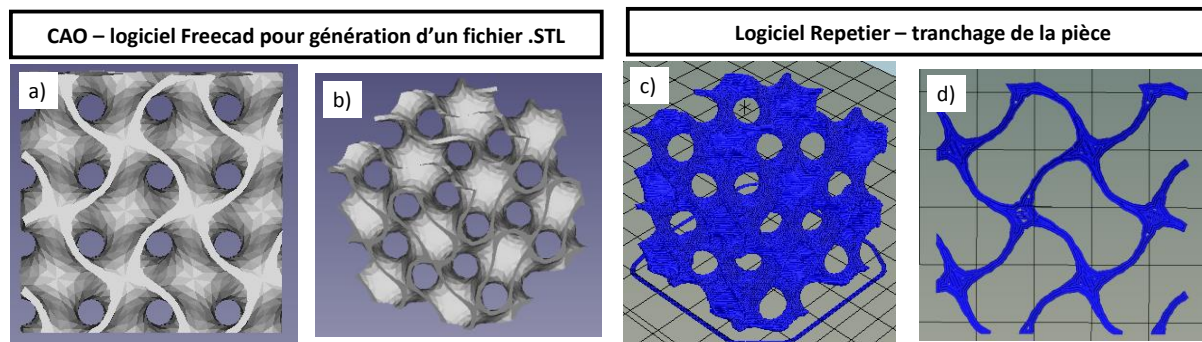 CAO – logiciel Freecad pour génération d'un fichier .STL
Logiciel Repetier – tranchage de la pièce
a)
b)
c)
d)